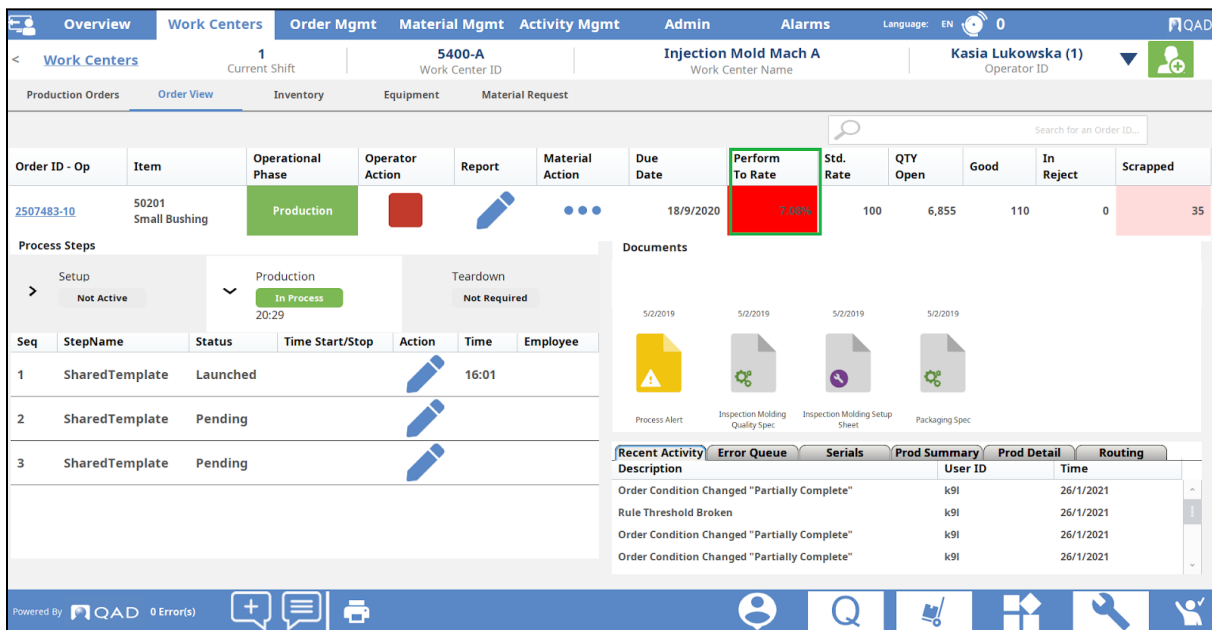 Overview Work Centers Order Mgmt Material Mgmt Activity Mgmt Admin Alarms Language: EN 0 QAD
< Work Centers 1 5400-A Injection Mold Mach A Kasia Lukowska (1)
Current Shift Work Center ID Work Center Name Operator ID
Production Orders Order View Inventory Equipment Material Request
Search for an Order ID...
Order ID - Op Item Operational Phase Operator Action Report Material Action Due Date Perform To Rate Std. Rate QTY Open Good In Reject Scrapped
2507483-10 50201 Small Bushing Production 18/9/2020 7.08% 100 6,855 110 0 35
Process Steps
Setup Production Teardown
Not Active In Process Not Required
20:29
Seq StepName Status Time Start/Stop Action Time Employee
1 SharedTemplate Launched 16:01
2 SharedTemplate Pending
3 SharedTemplate Pending
Documents
5/2/2019 5/2/2019 5/2/2019 5/2/2019
Process Alert Inspection Molding Quality Spec Inspection Molding Setup Sheet Packaging Spec
Recent Activity Error Queue Serials Prod Summary Prod Detail Routing
Description User ID Time
Order Condition Changed "Partially Complete" k9l 26/1/2021
Rule Threshold Broken k9l 26/1/2021
Order Condition Changed "Partially Complete" k9l 26/1/2021
Order Condition Changed "Partially Complete" k9l 26/1/2021
Powered By QAD 0 Error(s) Q